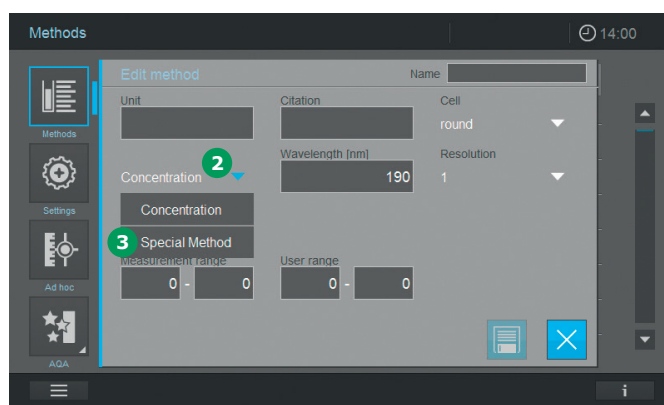 Methods
14:00
Edit method
Name
Unit
Citation
Cell
round
Methods
2
Wavelength [nm]
Resolution
Concentration
190
1
Settings
Concentration
3
Special Method
Measurement range
User range
0 - 0
0 - 0
Ad hoc
AQA
i